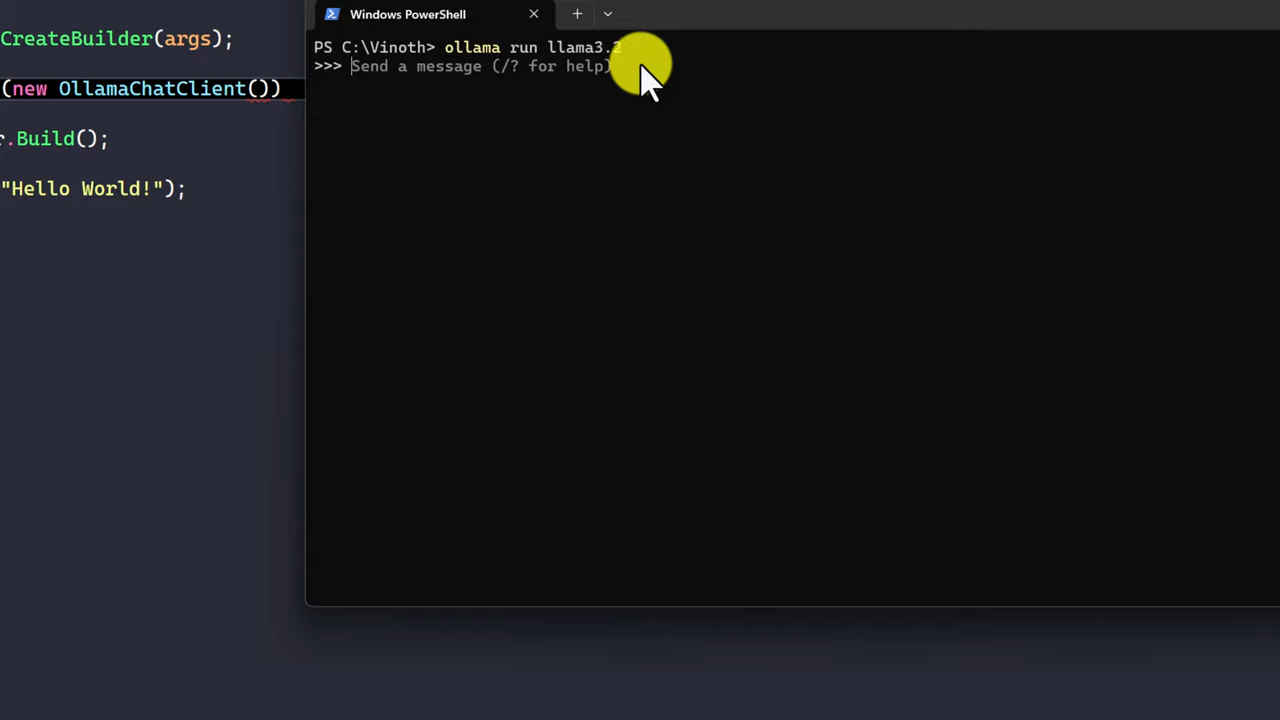 CreateBuilder(args);
(new OllamaChatClient())
r.Build();
"Hello World!");
Windows PowerShell
PS C:\Vinoth> ollama run llama3.2
>>> Send a message (/? for help)